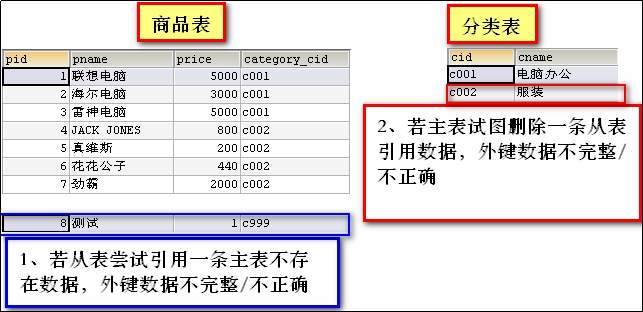 商品表
分类表
pid pname price category_cid
1 联想电脑 5000 c001
2 海尔电脑 3000 c001
3 雷神电脑 5000 c001
4 JACK JONES 800 c002
5 真维斯 200 c002
6 花花公子 440 c002
7 劲霸 2000 c002
8 测试 1 c999
cid cname
c001 电脑办公
c002 服装
1、若从表尝试引用一条主表不存
在数据，外键数据不完整/不正确
2、若主表试图删除一条从表
引用数据，外键数据不完整/
不正确